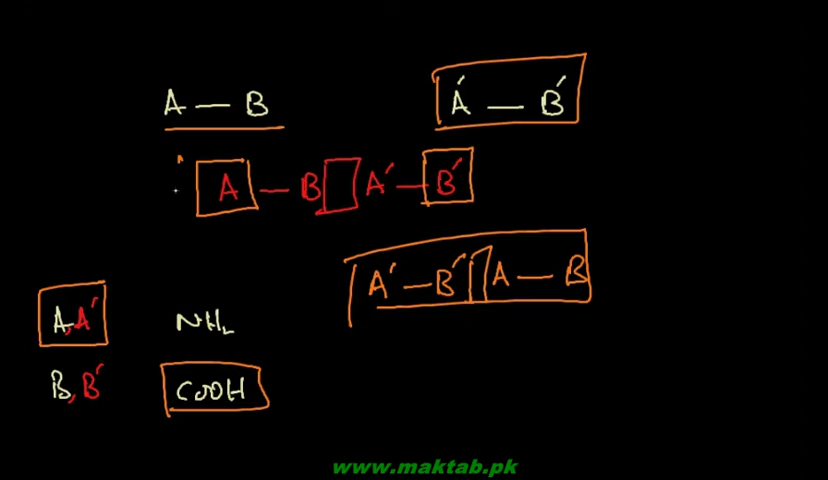 A — B
A´ — B´
A — B A´ — B´
A´ — B´ A — B
A, A´ NH₂
B, B´ COOH
www.maktab.pk